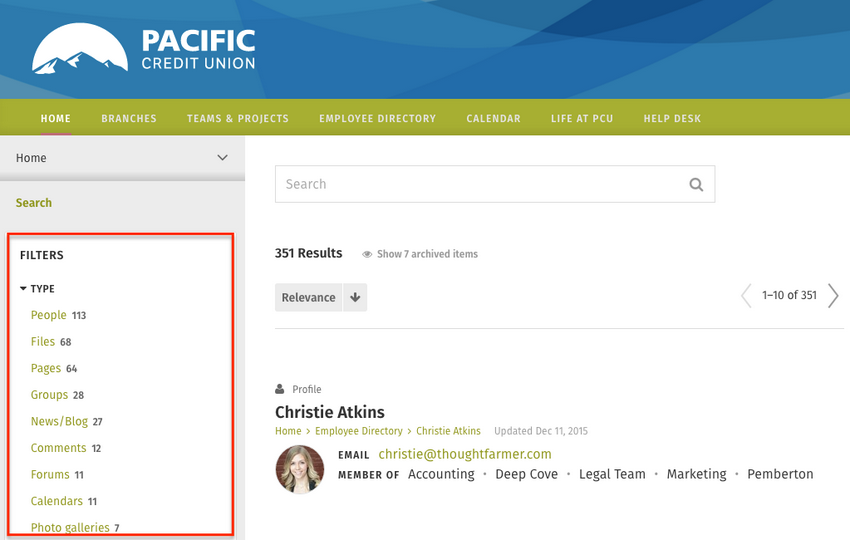 PACIFIC
CREDIT UNION
HOME BRANCHES TEAMS & PROJECTS EMPLOYEE DIRECTORY CALENDAR LIFE AT PCU HELP DESK
Home
Search
FILTERS
TYPE
People 113
Files 68
Pages 64
Groups 28
News/Blog 27
Comments 12
Forums 11
Calendars 11
Photo galleries 7
Search
351 Results Show 7 archived items
Relevance 1–10 of 351
Profile
Christie Atkins
Home > Employee Directory > Christie Atkins Updated Dec 11, 2015
EMAIL christie@thoughtfarmer.com
MEMBER OF Accounting • Deep Cove • Legal Team • Marketing • Pemberton